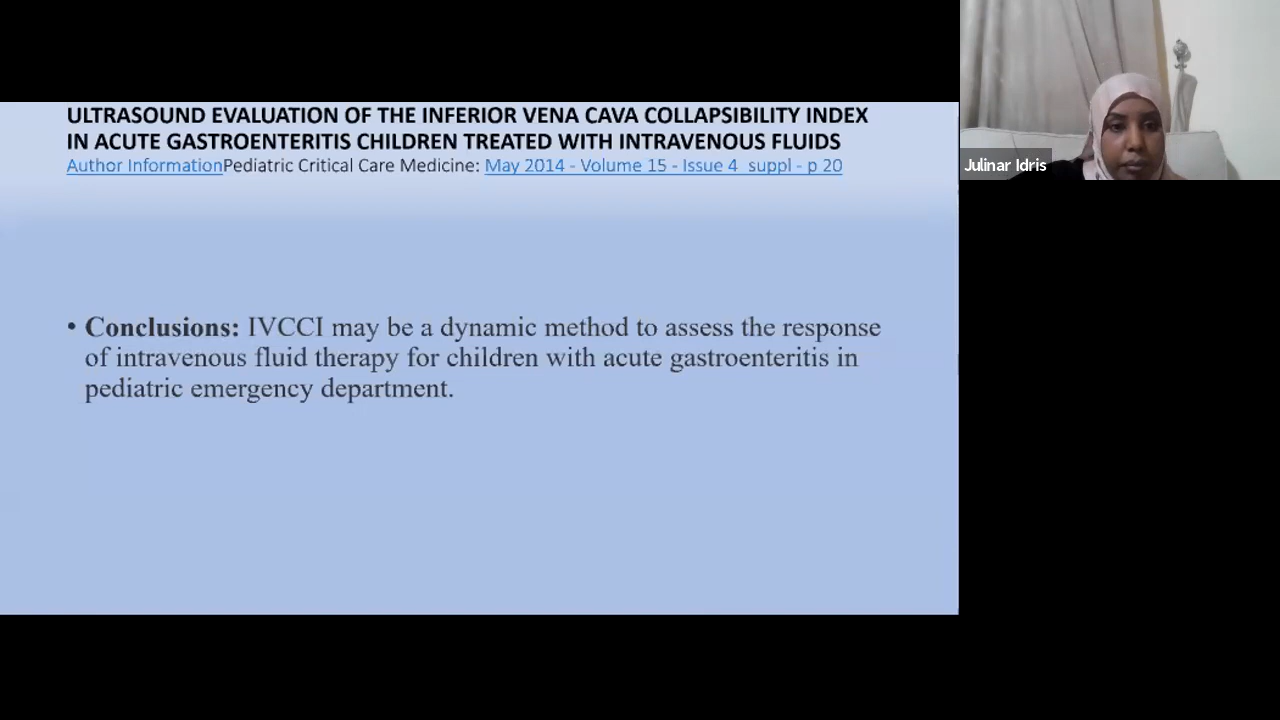 ULTRASOUND EVALUATION OF THE INFERIOR VENA CAVA COLLAPSIBILITY INDEX
IN ACUTE GASTROENTERITIS CHILDREN TREATED WITH INTRAVENOUS FLUIDS
Author InformationPediatric Critical Care Medicine: May 2014 - Volume 15 - Issue 4 suppl - p 20
Julinar Idris
• Conclusions: IVCCI may be a dynamic method to assess the response
of intravenous fluid therapy for children with acute gastroenteritis in
pediatric emergency department.